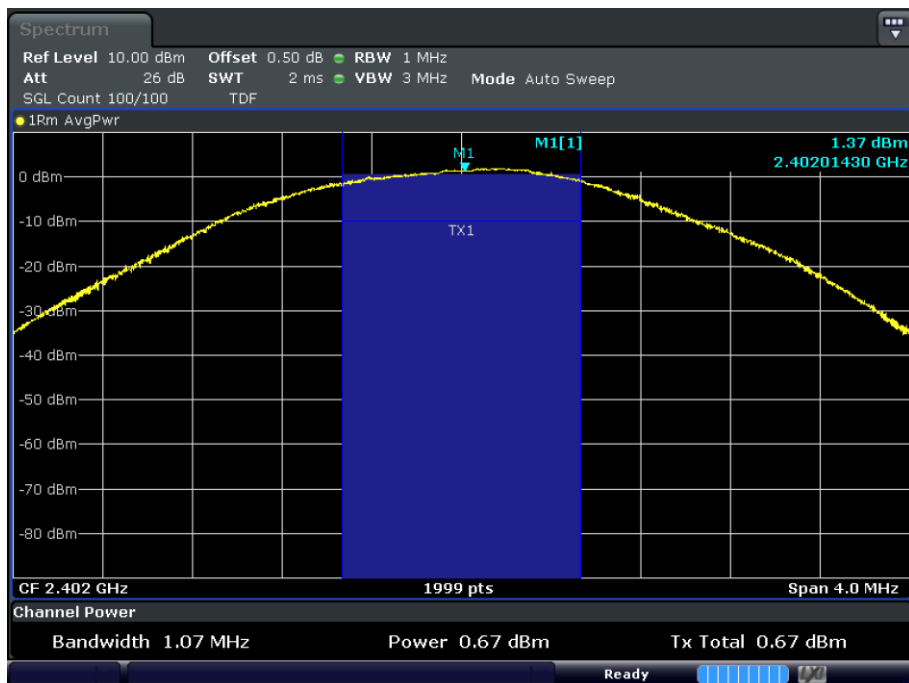 Spectrum
Ref Level 10.00 dBm Offset 0.50 dB RBW 1 MHz
Att 26 dB SWT 2 ms VBW 3 MHz Mode Auto Sweep
SGL Count 100/100 TDF
1Rm AvgPwr
M1[1] 1.37 dBm
2.40201430 GHz
M1
0 dBm
-10 dBm
TX1
-20 dBm
-30 dBm
-40 dBm
-50 dBm
-60 dBm
-70 dBm
-80 dBm
CF 2.402 GHz 1999 pts Span 4.0 MHz
Channel Power
Bandwidth 1.07 MHz Power 0.67 dBm Tx Total 0.67 dBm
Ready